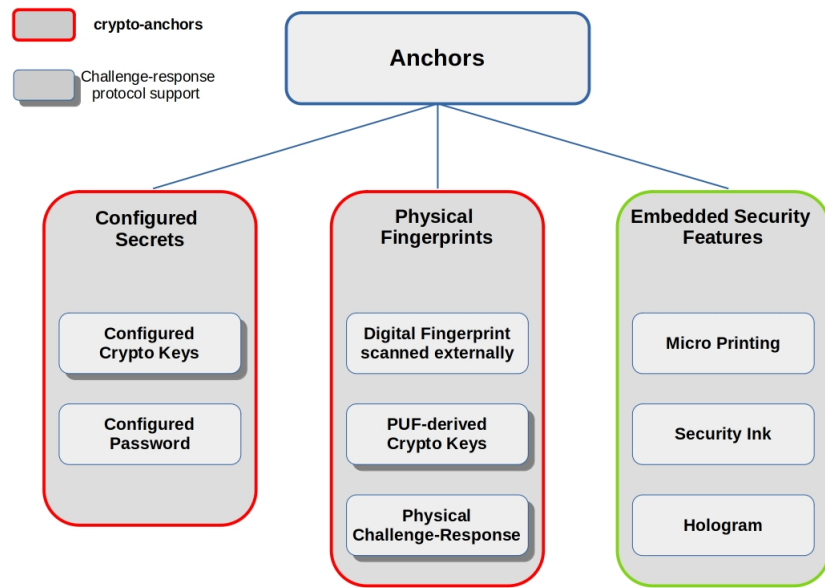 crypto-anchors
Challenge-response
protocol support
Anchors
Configured
Secrets
Configured
Crypto Keys
Configured
Password
Physical
Fingerprints
Digital Fingerprint
scanned externally
PUF-derived
Crypto Keys
Physical
Challenge-Response
Embedded Security
Features
Micro Printing
Security Ink
Hologram